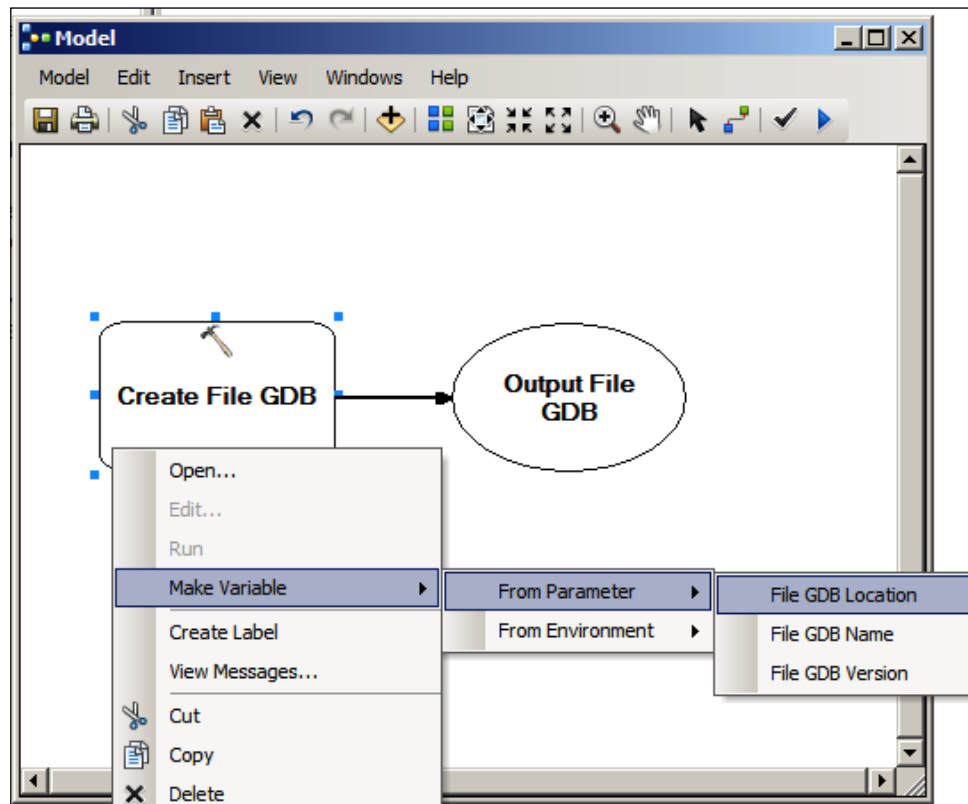 Model
Model Edit Insert View Windows Help
Create File GDB
Output File
GDB
Open...
Edit...
Run
Make Variable
Create Label
View Messages...
Cut
Copy
Delete
From Parameter
From Environment
File GDB Location
File GDB Name
File GDB Version